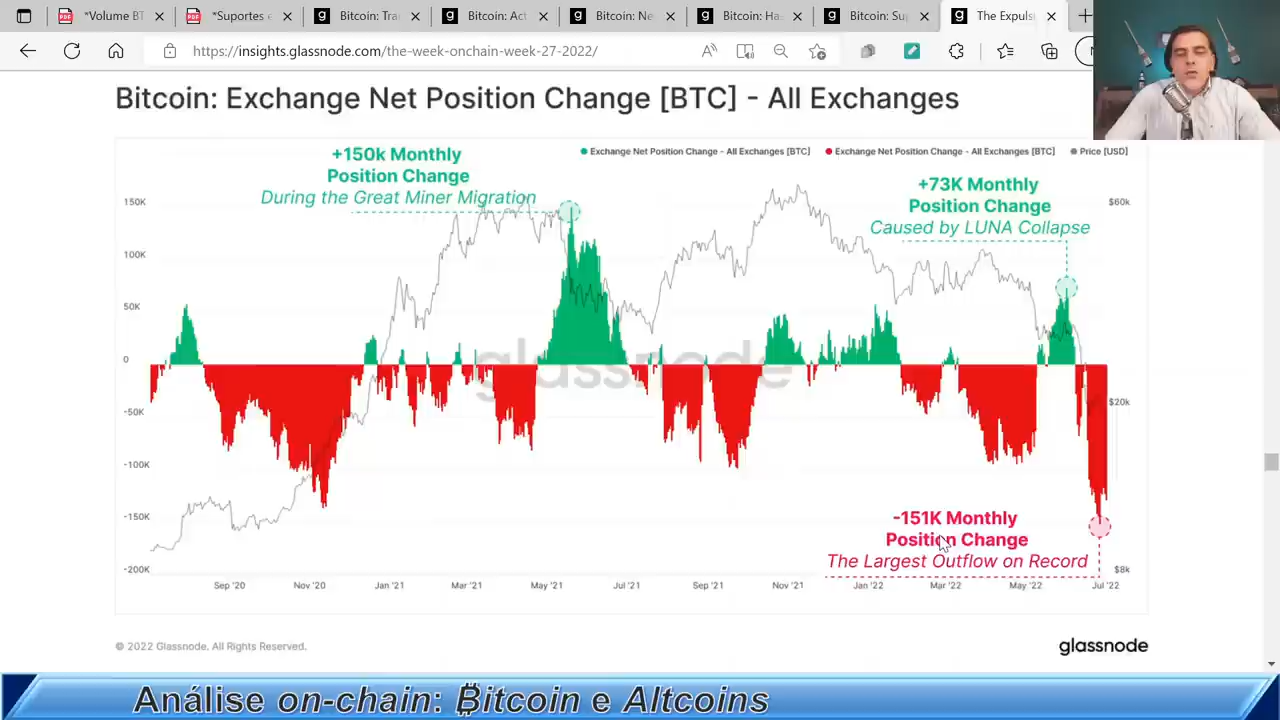 *Volume BT
*Suportes e
Bitcoin: Tra
Bitcoin: Act
Bitcoin: Ne
Bitcoin: Ha
Bitcoin: Su
The Expuls
https://insights.glassnode.com/the-week-onchain-week-27-2022/
Bitcoin: Exchange Net Position Change [BTC] - All Exchanges
Exchange Net Position Change - All Exchanges [BTC]
Exchange Net Position Change - All Exchanges [BTC]
Price [USD]
+150k Monthly
Position Change
During the Great Miner Migration
+73K Monthly
Position Change
Caused by LUNA Collapse
150K
100K
50K
0
-50K
-100K
-150K
-200K
$60k
$20k
$8k
glassnode
-151K Monthly
Position Change
The Largest Outflow on Record
Sep '20
Nov '20
Jan '21
Mar '21
May '21
Jul '21
Sep '21
Nov '21
Jan '22
Mar '22
May '22
Jul '22
© 2022 Glassnode. All Rights Reserved.
glassnode
Análise on-chain: ₿itcoin e Altcoins